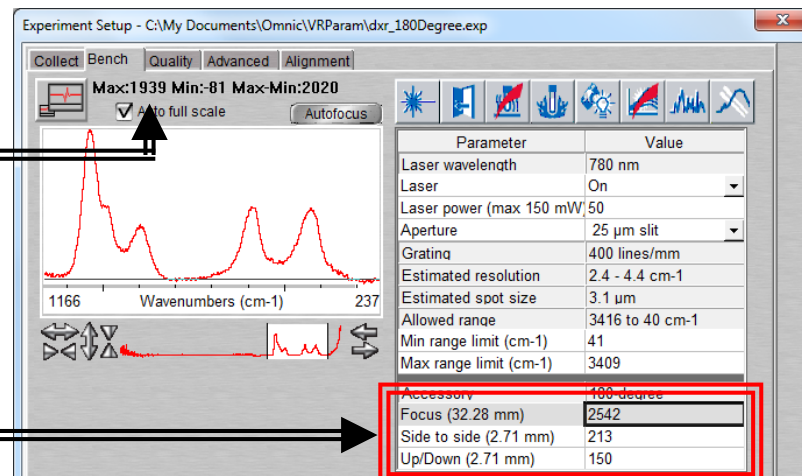 Experiment Setup - C:\My Documents\Omnic\VRParam\dxr_180Degree.exp
Collect Bench Quality Advanced Alignment
Max:1939 Min:-81 Max-Min:2020
Auto full scale Autofocus
Parameter Value
Laser wavelength 780 nm
Laser On
Laser power (max 150 mW) 50
Aperture 25 µm slit
Grating 400 lines/mm
Estimated resolution 2.4 - 4.4 cm-1
Estimated spot size 3.1 µm
Allowed range 3416 to 40 cm-1
Min range limit (cm-1) 41
Max range limit (cm-1) 3409
Accessory 180 degree
Focus (32.28 mm) 2542
Side to side (2.71 mm) 213
Up/Down (2.71 mm) 150
1166 Wavenumbers (cm-1) 237